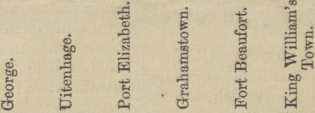 George.
Uitenhage.
Port Elizabeth.
Grahamstown.
Fort Beaufort.
King William's
Town.